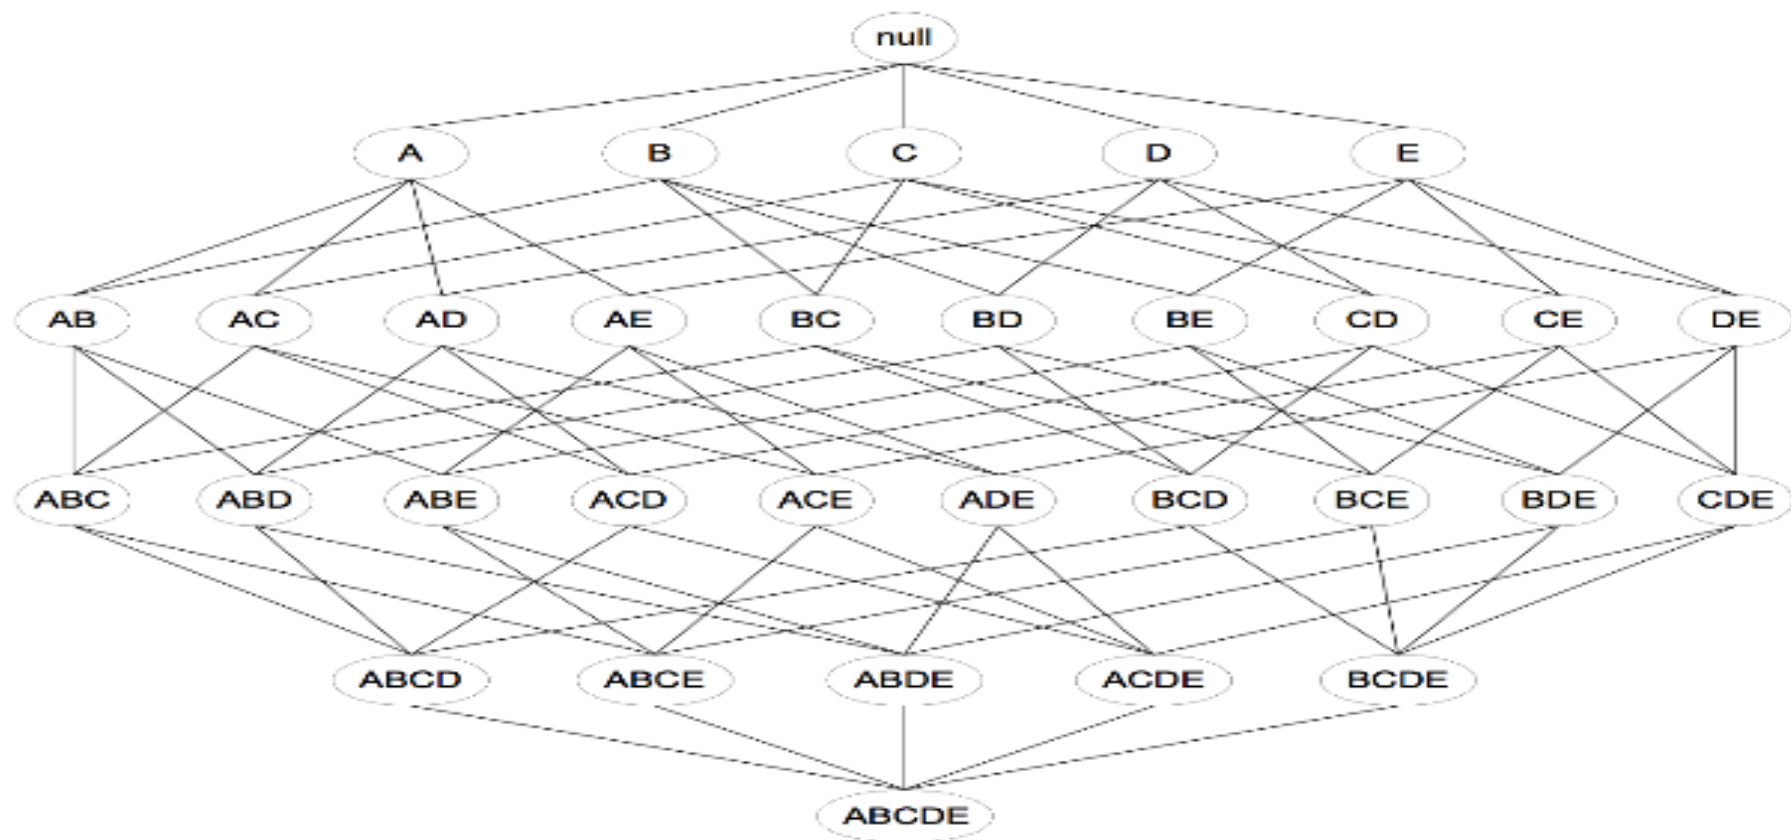 null
A B C D E
AB AC AD AE BC BD BE CD CE DE
ABC ABD ABE ACD ACE ADE BCD BCE BDE CDE
ABCD ABCE ABDE ACDE BCDE
ABCDE